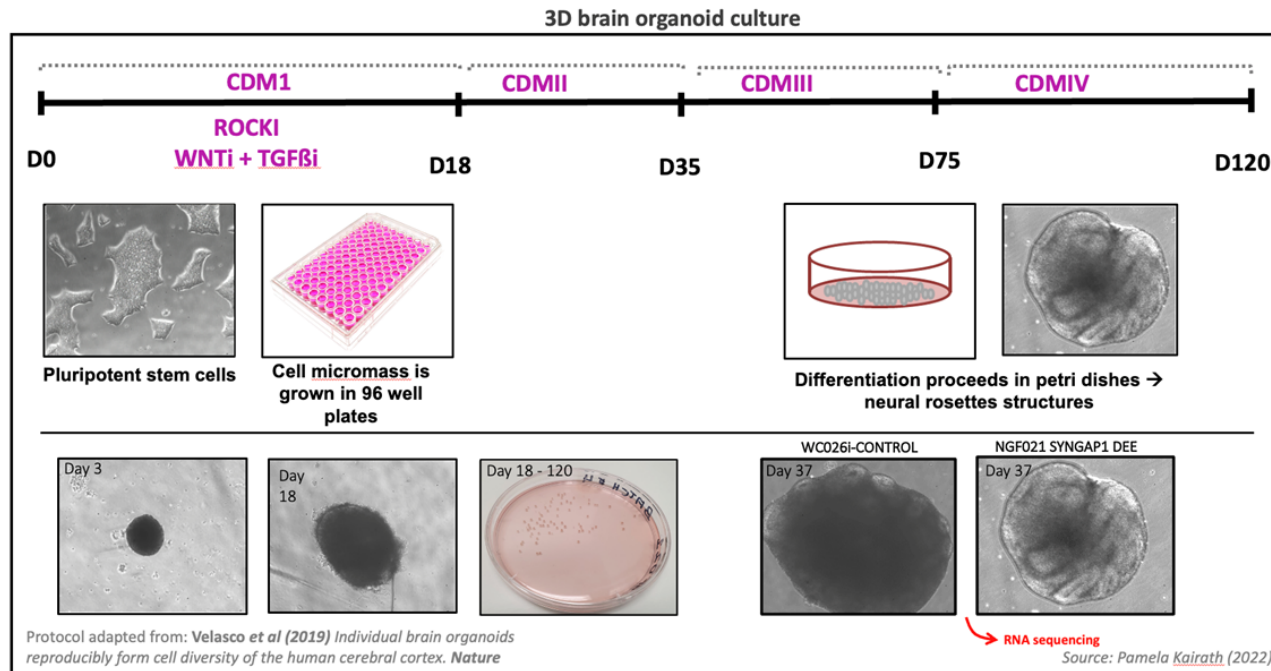 3D brain organoid culture
CDM1
CDMII
CDMIII
CDMIV
ROCKI
WNTi + TGFßi
D0
D18
D35
D75
D120
Pluripotent stem cells
Cell micromass is
grown in 96 well
plates
Differentiation proceeds in petri dishes →
neural rosettes structures
Day 3
Day
18
Day 18 - 120
WC026i-CONTROL
Day 37
NGF021 SYNGAP1 DEE
Day 37
RNA sequencing
Protocol adapted from: Velasco et al (2019) Individual brain organoids
reproducibly form cell diversity of the human cerebral cortex. Nature
Source: Pamela Kairath (2022)